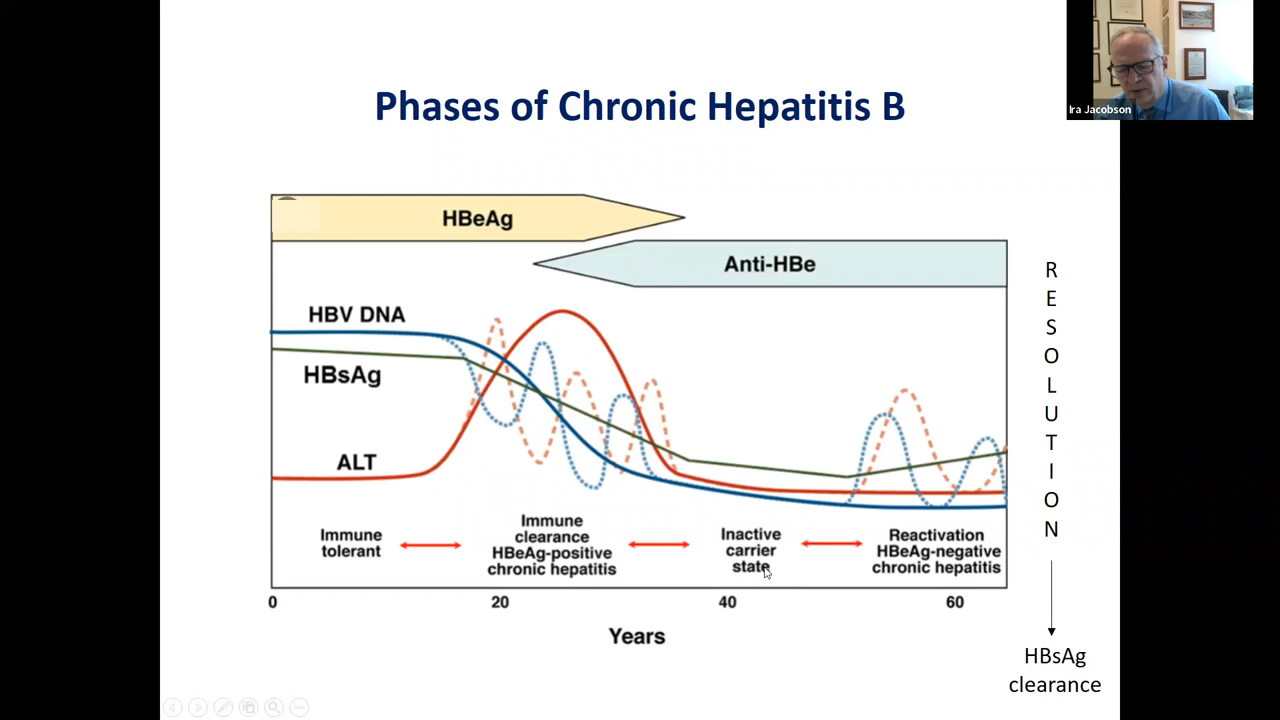 Phases of Chronic Hepatitis B
Ira Jacobson
HBeAg
Anti-HBe
HBV DNA
HBsAg
ALT
Immune
tolerant
Immune
clearance
HBeAg-positive
chronic hepatitis
Inactive
carrier
state
Reactivation
HBeAg-negative
chronic hepatitis
0
20
40
60
Years
R
E
S
O
L
U
T
I
O
N
HBsAg
clearance